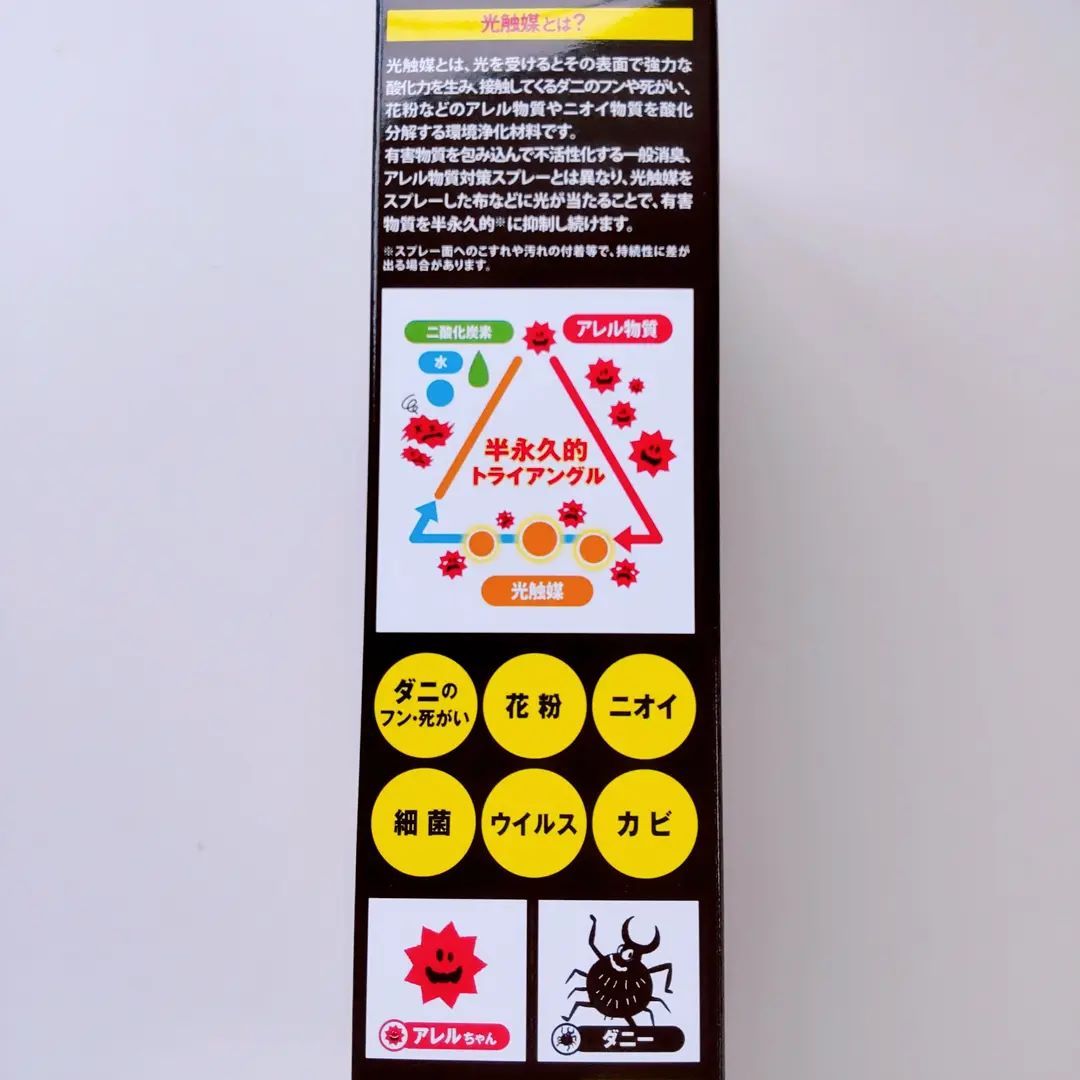 光触媒とは?
光触媒とは、光を受けるとその表面で強力な
酸化力を生み、接触してくるダニのフンや死がい、
花粉などのアレル物質やニオイ物質を酸化
分解する環境浄化材料です。
有害物質を包み込んで不活性化する一般消臭、
アレル物質対策スプレーとは異なり、光触媒を
スプレーした布などに光が当たることで、有害
物質を半永久的※に抑制し続けます。
※スプレー面へのこすれや汚れの付着等で、持続性に差が
出る場合があります。
二酸化炭素
アレル物質
水
半永久的
トライアングル
光触媒
ダニの
フン・死がい
花粉
ニオイ
細菌
ウイルス
カビ
アレルちゃん
ダニー